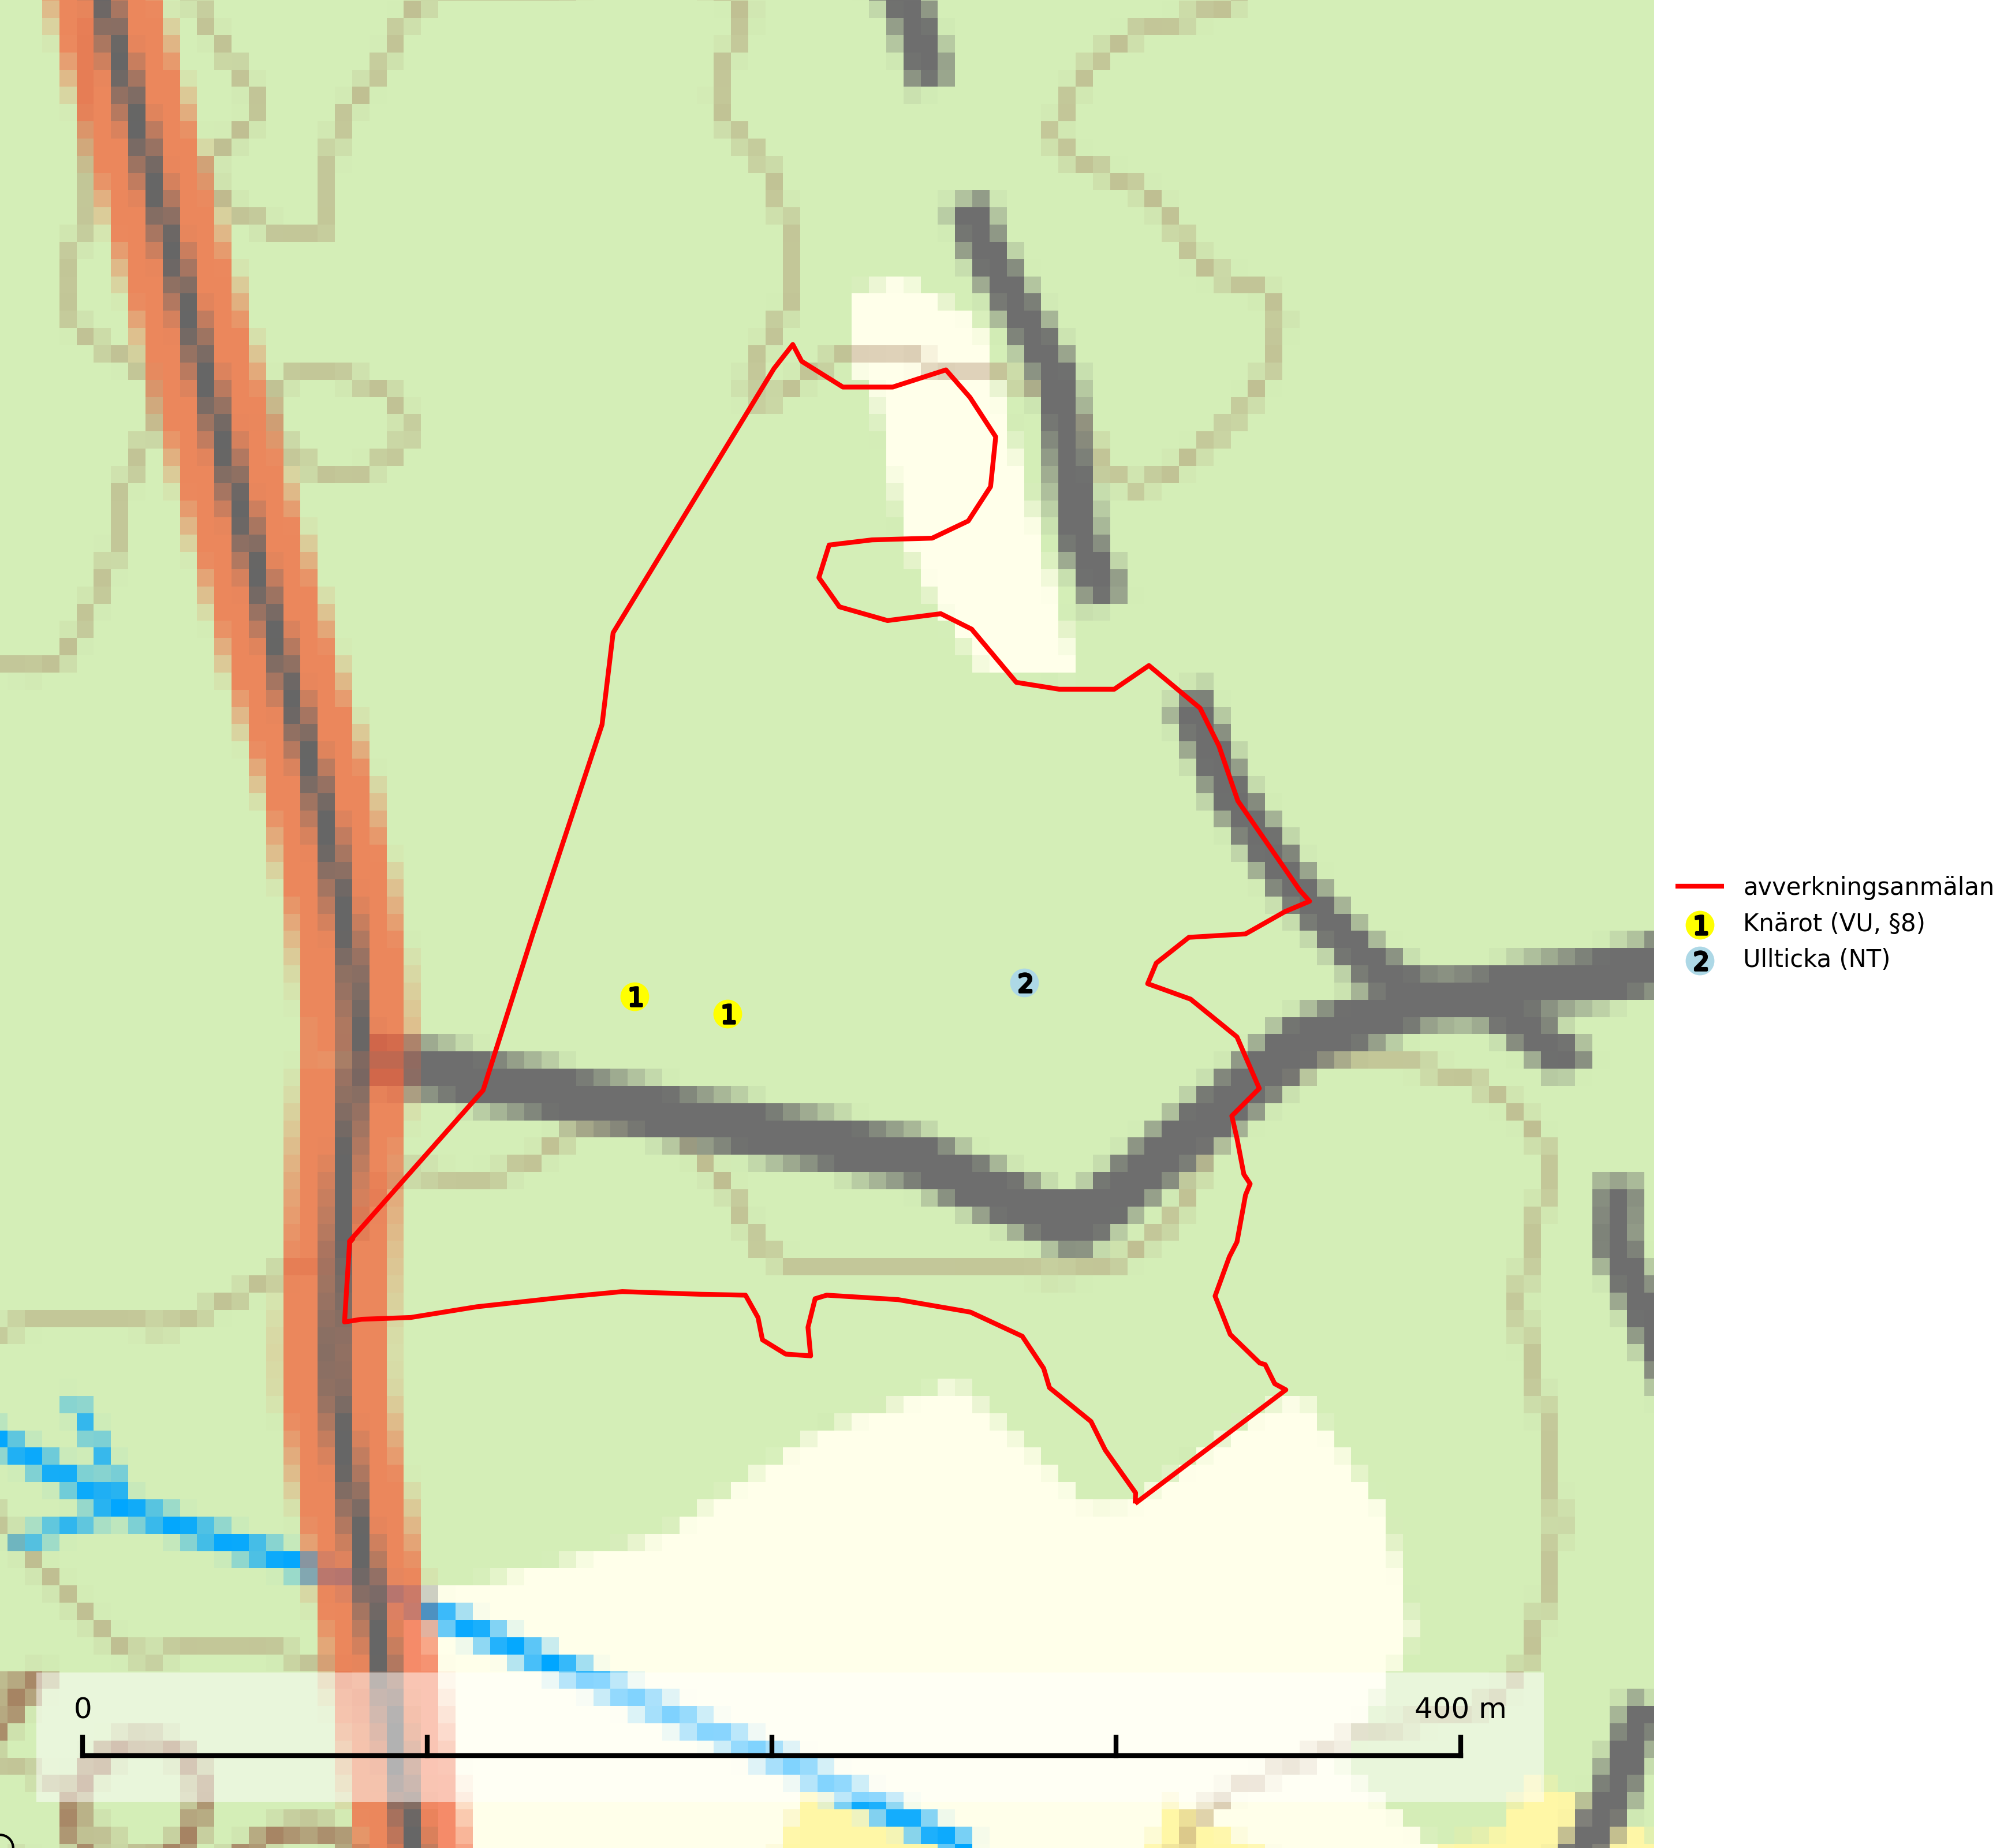 avverkningsanmälan
1 Knärot (VU, §8)
2 Ullticka (NT)
2
1
1
0 400 m